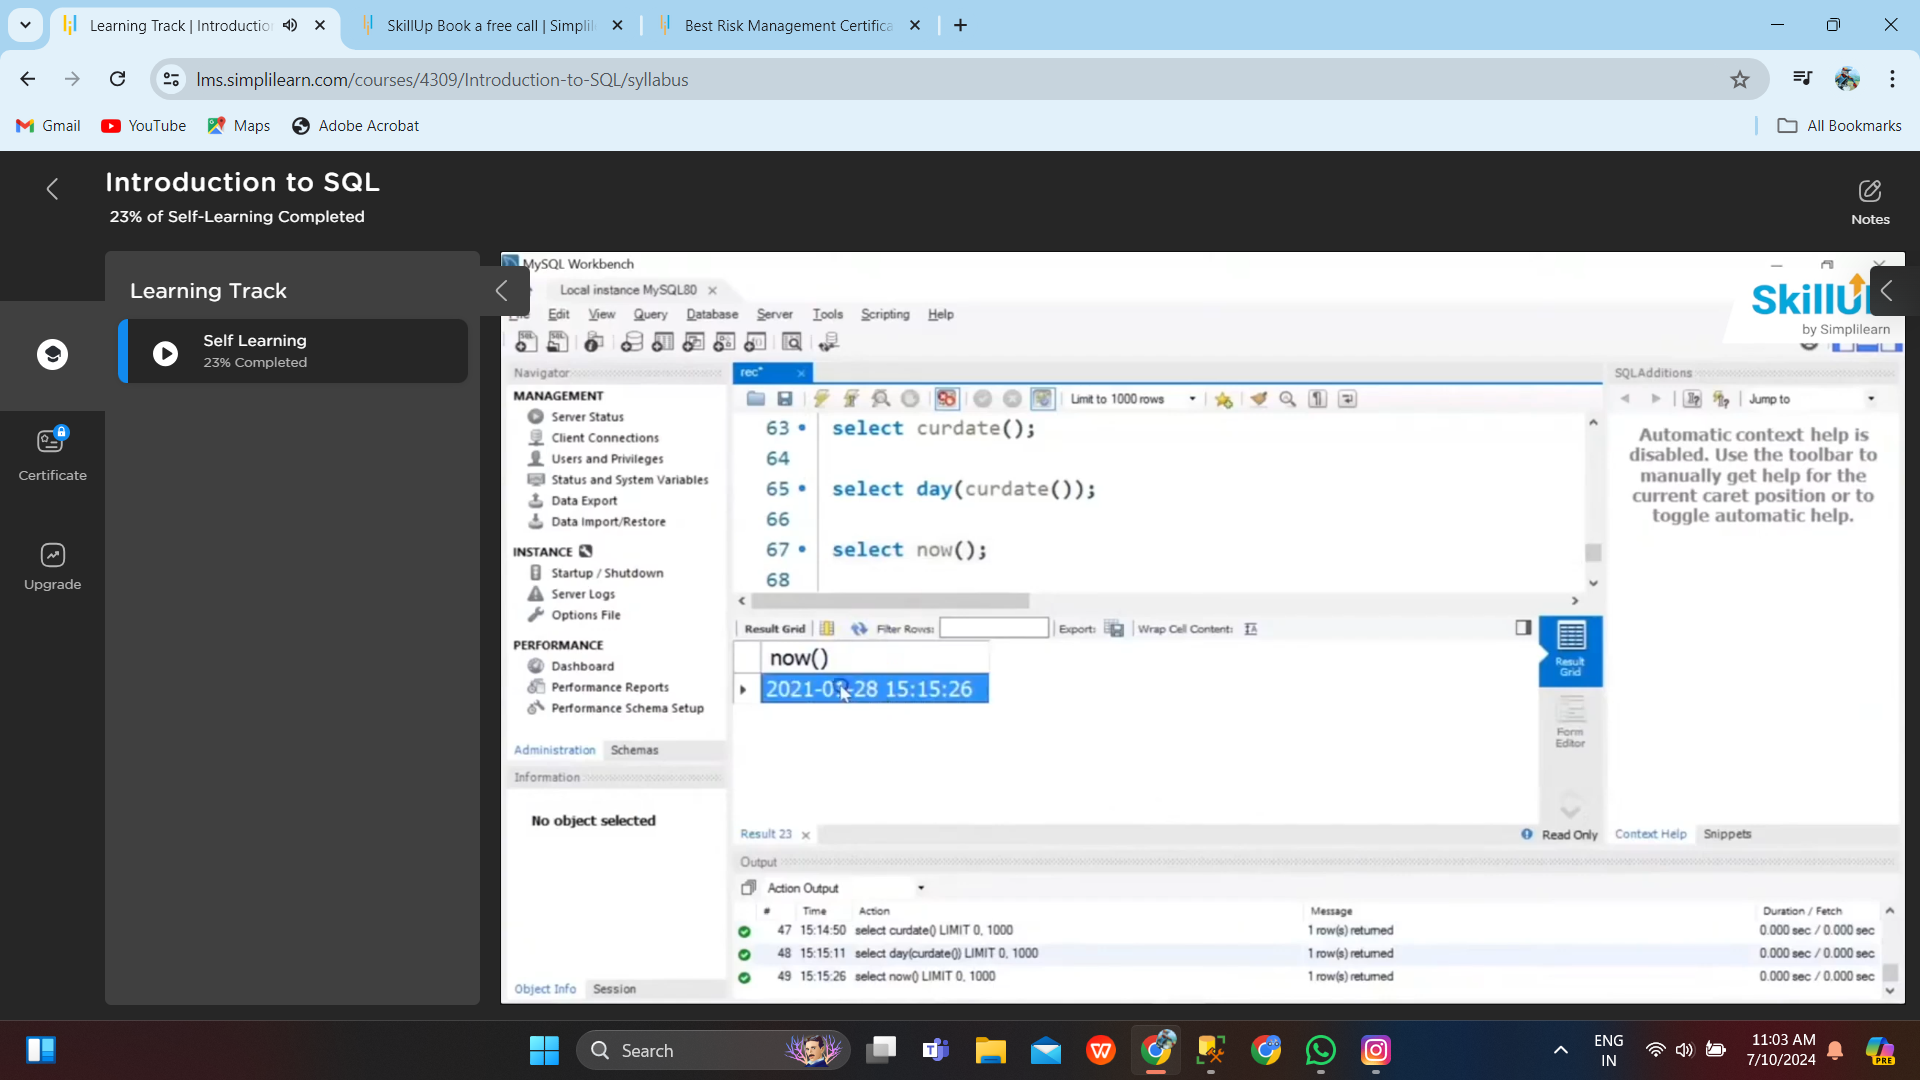 Learning Track | Introduction
SkillUp Book a free call | Simplil
Best Risk Management Certifica
lms.simplilearn.com/courses/4309/Introduction-to-SQL/syllabus
Gmail
YouTube
Maps
Adobe Acrobat
All Bookmarks
Introduction to SQL
23% of Self-Learning Completed
Notes
Learning Track
Self Learning
23% Completed
Certificate
Upgrade
MySQL Workbench
Local instance MySQL80
Edit View Query Database Server Tools Scripting Help
SkillU
by Simplilearn
Navigator
MANAGEMENT
Server Status
Client Connections
Users and Privileges
Status and System Variables
Data Export
Data Import/Restore
INSTANCE
Startup / Shutdown
Server Logs
Options File
PERFORMANCE
Dashboard
Performance Reports
Performance Schema Setup
Administration Schemas
Information
No object selected
Object Info Session
rec*
Limit to 1000 rows
63 select curdate();
64
65 select day(curdate());
66
67 select now();
68
Result Grid Filter Rows: Export: Wrap Cell Content:
now()
2021-0 -28 15:15:26
Result Grid
Form Editor
Result 23
Read Only
SQLAdditions
Jump to
Automatic context help is
disabled. Use the toolbar to
manually get help for the
current caret position or to
toggle automatic help.
Context Help Snippets
Output
Action Output
# Time Action Message Duration / Fetch
47 15:14:50 select curdate() LIMIT 0, 1000 1 row(s) returned 0.000 sec / 0.000 sec
48 15:15:11 select day(curdate()) LIMIT 0, 1000 1 row(s) returned 0.000 sec / 0.000 sec
49 15:15:26 select now() LIMIT 0, 1000 1 row(s) returned 0.000 sec / 0.000 sec
Search
ENG
IN
11:03 AM
7/10/2024
PRE